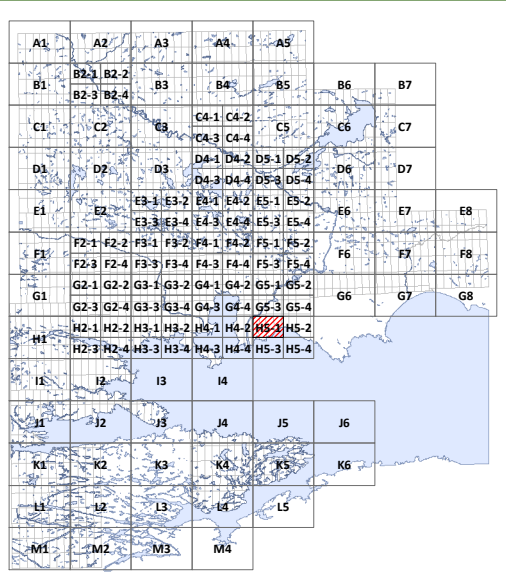 A1 A2 A3 A4 A5
B2-1 B2-2
B1 B3 B4 B5 B6 B7
B2-3 B2-4
C4-1 C4-2
C1 C2 C3 C5 C6 C7
C4-3 C4-4
D4-1 D4-2 D5-1 D5-2
D1 D2 D3 D6 D7
D4-3 D4-4 D5-3 D5-4
E3-1 E3-2 E4-1 E4-2 E5-1 E5-2
E1 E2 E6 E7 E8
E3-3 E3-4 E4-3 E4-4 E5-3 E5-4
F2-1 F2-2 F3-1 F3-2 F4-1 F4-2 F5-1 F5-2
F1 F6 F7 F8
F2-3 F2-4 F3-3 F3-4 F4-3 F4-4 F5-3 F5-4
G2-1 G2-2 G3-1 G3-2 G4-1 G4-2 G5-1 G5-2
G1 G6 G7 G8
G2-3 G2-4 G3-3 G3-4 G4-3 G4-4 G5-3 G5-4
H2-1 H2-2 H3-1 H3-2 H4-1 H4-2 H5-1 H5-2
H1
H2-3 H2-4 H3-3 H3-4 H4-3 H4-4 H5-3 H5-4
I1 I2 I3 I4
J1 J2 J3 J4 J5 J6
K1 K2 K3 K4 K5 K6
L1 L2 L3 L4 L5
M1 M2 M3 M4